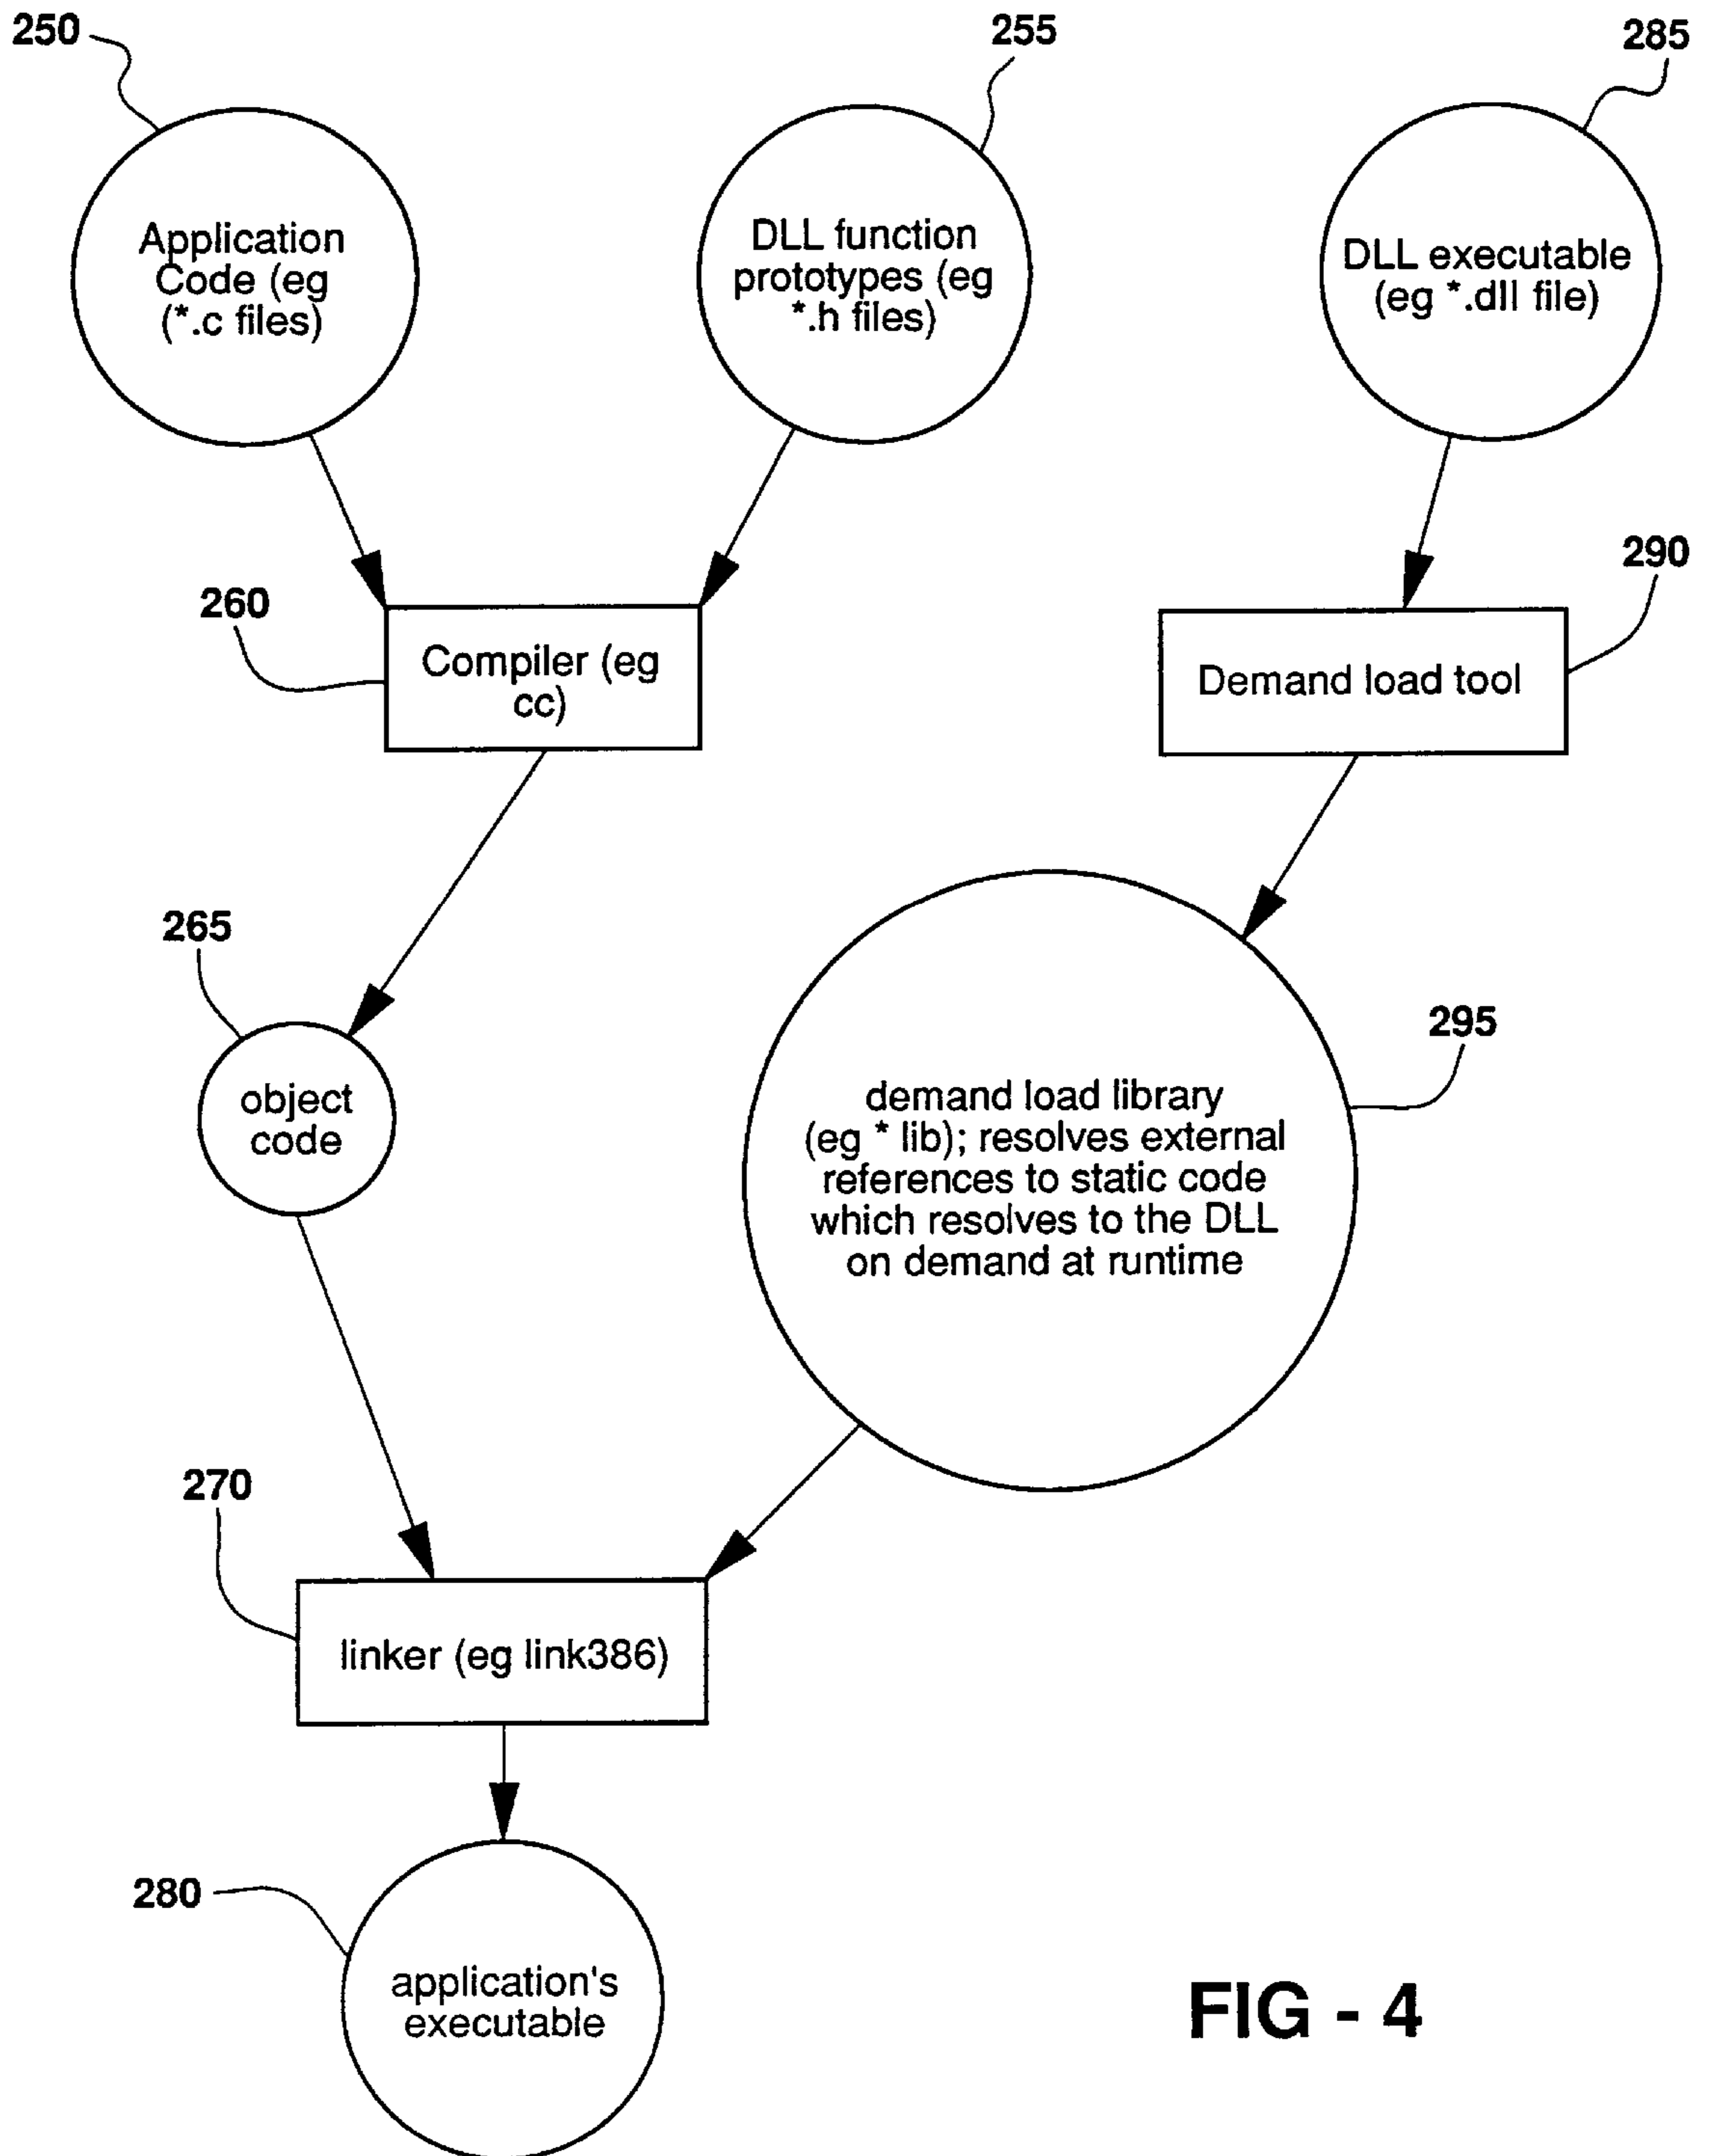 250
255
285
Application
Code (eg
(*.c files)
DLL function
prototypes (eg
*.h files)
DLL executable
(eg *.dll file)
260
Compiler (eg
cc)
290
Demand load tool
265
object
code
295
demand load library
(eg * lib); resolves external
references to static code
which resolves to the DLL
on demand at runtime
270
linker (eg link386)
280
application's
executable
FIG - 4